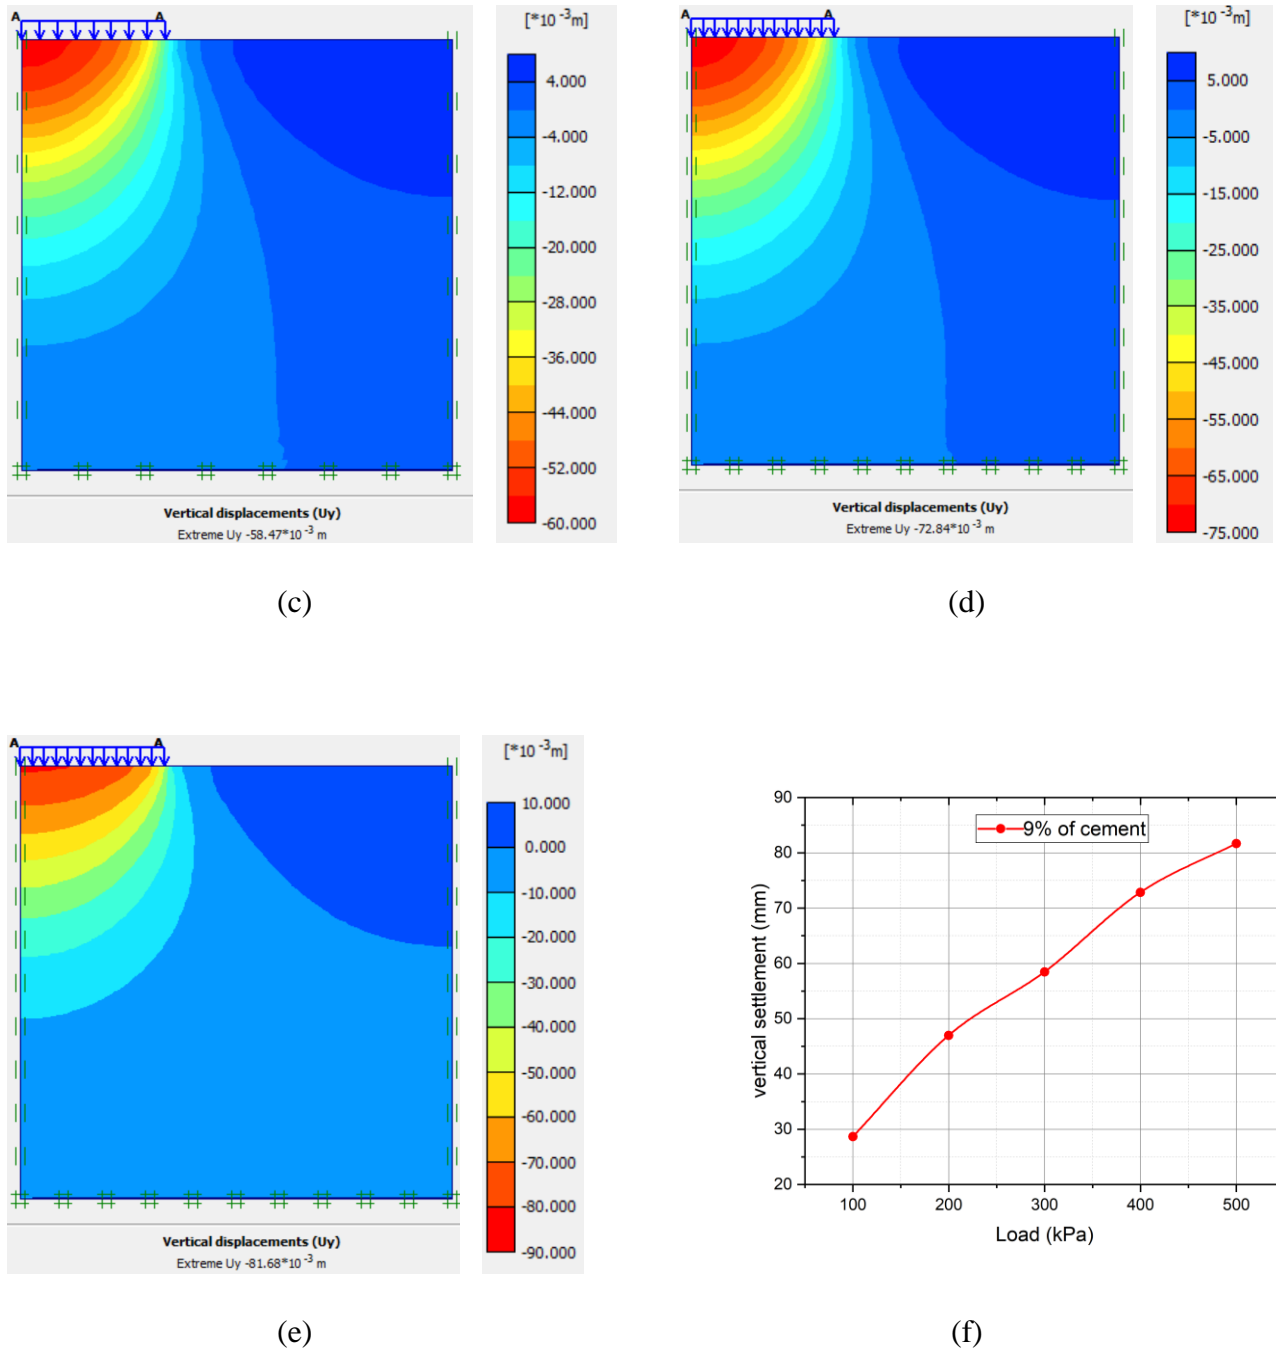 A A
[*10 -3m]
4.000
-4.000
-12.000
-20.000
-28.000
-36.000
-44.000
-52.000
-60.000
Vertical displacements (Uy)
Extreme Uy -58.47*10 -3 m
(c)
A A
[*10 -3m]
5.000
-5.000
-15.000
-25.000
-35.000
-45.000
-55.000
-65.000
-75.000
Vertical displacements (Uy)
Extreme Uy -72.84*10 -3 m
(d)
A A
[*10 -3m]
10.000
0.000
-10.000
-20.000
-30.000
-40.000
-50.000
-60.000
-70.000
-80.000
-90.000
Vertical displacements (Uy)
Extreme Uy -81.68*10 -3 m
(e)
9% of cement
vertical settlement (mm)
90
80
70
60
50
40
30
20
100 200 300 400 500
Load (kPa)
(f)